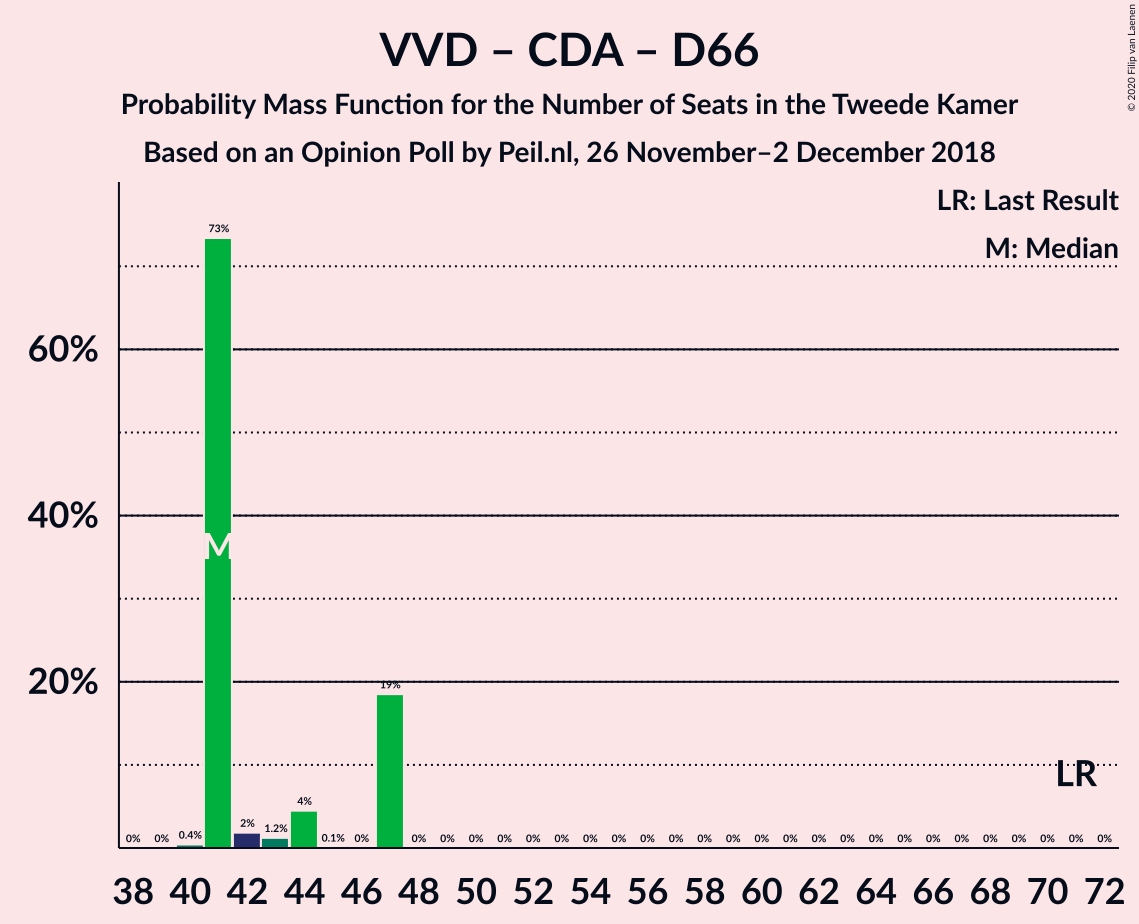 VVD – CDA – D66
Probability Mass Function for the Number of Seats in the Tweede Kamer
Based on an Opinion Poll by Peil.nl, 26 November–2 December 2018
© 2020 Filip van Laenen
LR: Last Result
M: Median
60%
40%
20%
0% 0% 0.4% 73% 2% 1.2% 4% 0.1% 0% 19% 0% 0% 0% 0% 0% 0% 0% 0% 0% 0% 0% 0% 0% 0% 0% 0% 0% 0% 0% 0% 0% 0% 0% 0% 0%
M
LR
38 40 42 44 46 48 50 52 54 56 58 60 62 64 66 68 70 72